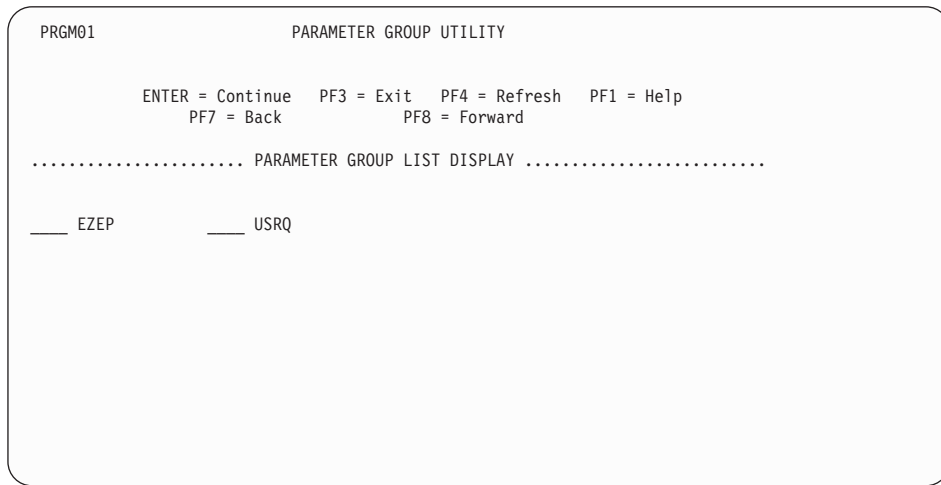 PRGM01 PARAMETER GROUP UTILITY
ENTER = Continue PF3 = Exit PF4 = Refresh PF1 = Help
PF7 = Back PF8 = Forward
....................... PARAMETER GROUP LIST DISPLAY ..........................
____ EZEP ____ USRQ